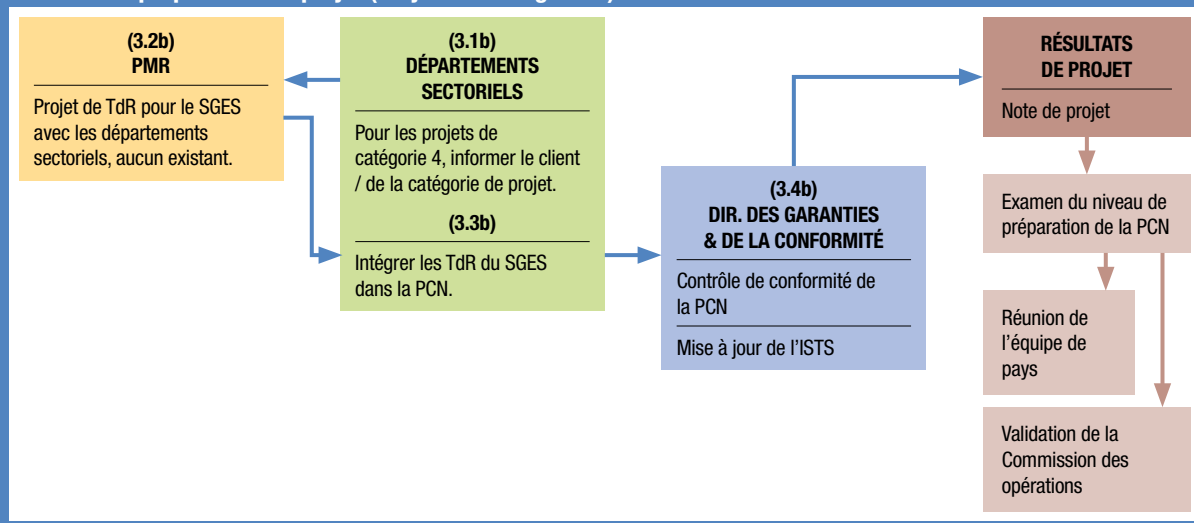 (3.2b)
PMR
Projet de TdR pour le SGES
avec les départements
sectoriels, aucun existant.
(3.1b)
DÉPARTEMENTS
SECTORIELS
Pour les projets de
catégorie 4, informer le client
/ de la catégorie de projet.
(3.3b)
Intégrer les TdR du SGES
dans la PCN.
(3.4b)
DIR. DES GARANTIES
& DE LA CONFORMITÉ
Contrôle de conformité de
la PCN
Mise à jour de l’ISTS
RÉSULTATS
DE PROJET
Note de projet
Examen du niveau de
préparation de la PCN
Réunion de
l’équipe de
pays
Validation de la
Commission des
opérations